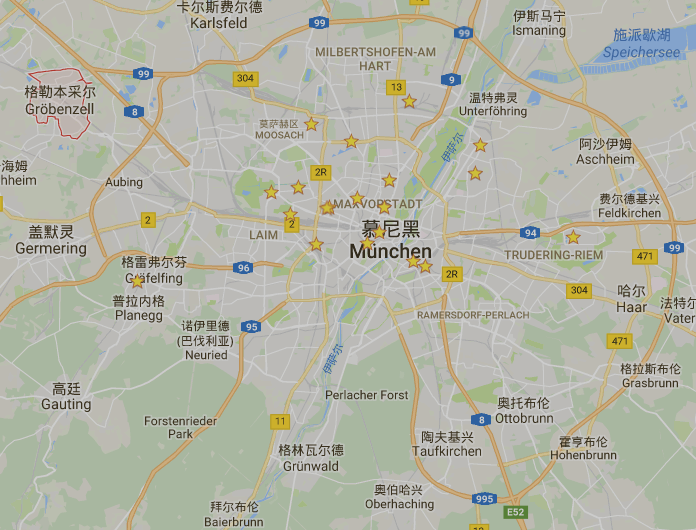 卡尔斯费尔德
Karlsfeld
99
伊斯马宁
Ismaning
99
施派歇湖
Speichersee
MILBERTSHOFEN-AM
HART
99
304
9
13
格勒本采尔
Gröbenzell
8
温特弗灵
Unterföhring
莫萨赫区
MOOSACH
伊萨尔
阿沙伊姆
Aschheim
海姆
hheim
Aubing
2R
费尔德基兴
Feldkirchen
MAXVORSTADT
盖默灵
Germering
2
2
LAIM
慕尼黑
München
94
99
TRUDERING-RIEM
471
格雷弗尔芬
Gräfelfing
96
2R
普拉内格
Planegg
304
哈尔
Haar
法特尔
Vater
诺伊里德
(巴伐利亚)
Neuried
95
RAMERSDORF-PERLACH
伊萨尔
471
格拉斯布伦
Grasbrunn
高廷
Gauting
Perlacher Forst
奥托布伦
Ottobrunn
Forstenrieder
Park
11
8
陶夫基兴
Taufkirchen
霍亨布伦
Hohenbrunn
格林瓦尔德
Grünwald
奥伯哈兴
Oberhaching
995
E52
拜尔布伦
Baierbrunn